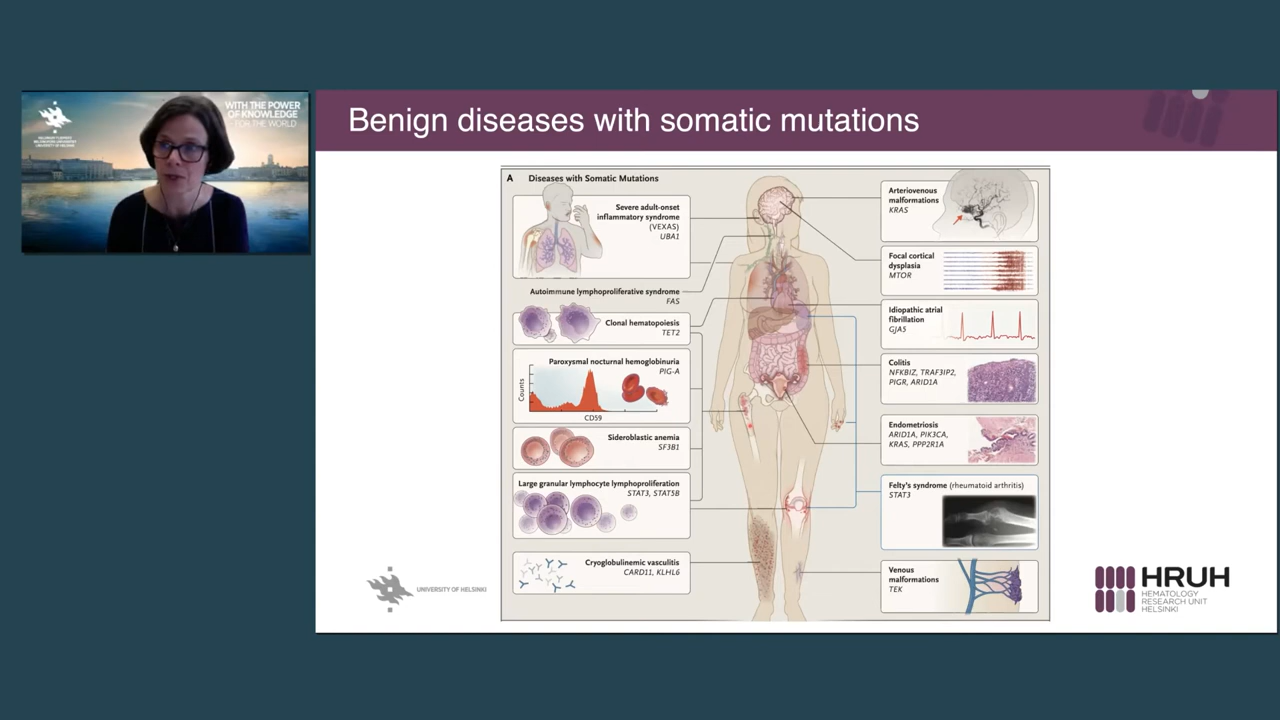 WITH THE POWER
OF KNOWLEDGE
FOR THE WORLD
Benign diseases with somatic mutations
A Diseases with Somatic Mutations
Severe adult-onset
inflammatory syndrome
(VEXAS)
UBA1
Autoimmune lymphoproliferative syndrome
FAS
Clonal hematopoiesis
TET2
Paroxysmal nocturnal hemoglobinuria
PIG-A
Counts
CD59
Sideroblastic anemia
SF3B1
Large granular lymphocyte lymphoproliferation
STAT3, STAT5B
Cryoglobulinemic vasculitis
CARD11, KLHL6
Arteriovenous
malformations
KRAS
Focal cortical
dysplasia
MTOR
Idiopathic atrial
fibrillation
GJA5
Colitis
NFKBIZ, TRAF3IP2,
PIGR, ARID1A
Endometriosis
ARID1A, PIK3CA,
KRAS, PPP2R1A
Felty's syndrome (rheumatoid arthritis)
STAT3
Venous
malformations
TEK
UNIVERSITY OF HELSINKI
HRUH
HEMATOLOGY
RESEARCH UNIT
HELSINKI